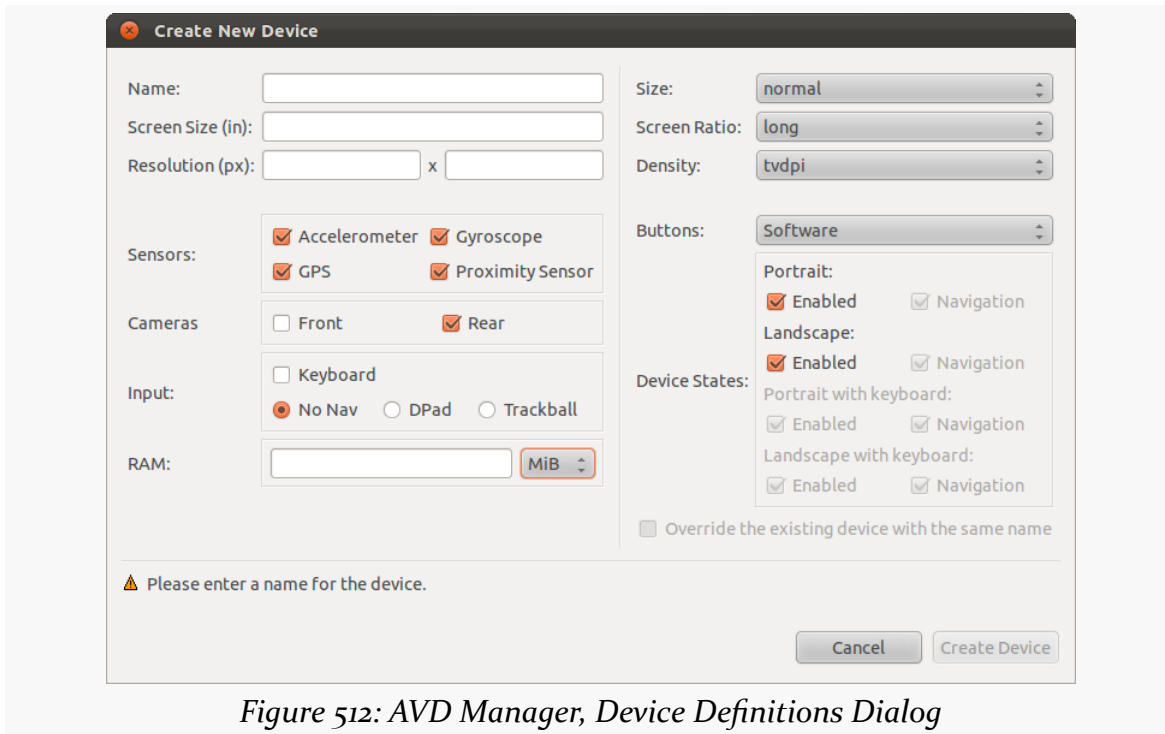 Create New Device
Name:
Screen Size (in):
Resolution (px):
x
Sensors:
Accelerometer Gyroscope
GPS Proximity Sensor
Cameras
Front Rear
Input:
Keyboard
No Nav DPad Trackball
RAM:
MiB
Size:
normal
Screen Ratio:
long
Density:
tvdpi
Buttons:
Software
Device States:
Portrait:
Enabled Navigation
Landscape:
Enabled Navigation
Portrait with keyboard:
Enabled Navigation
Landscape with keyboard:
Enabled Navigation
Override the existing device with the same name
Please enter a name for the device.
Cancel
Create Device
Figure 512: AVD Manager, Device Definitions Dialog